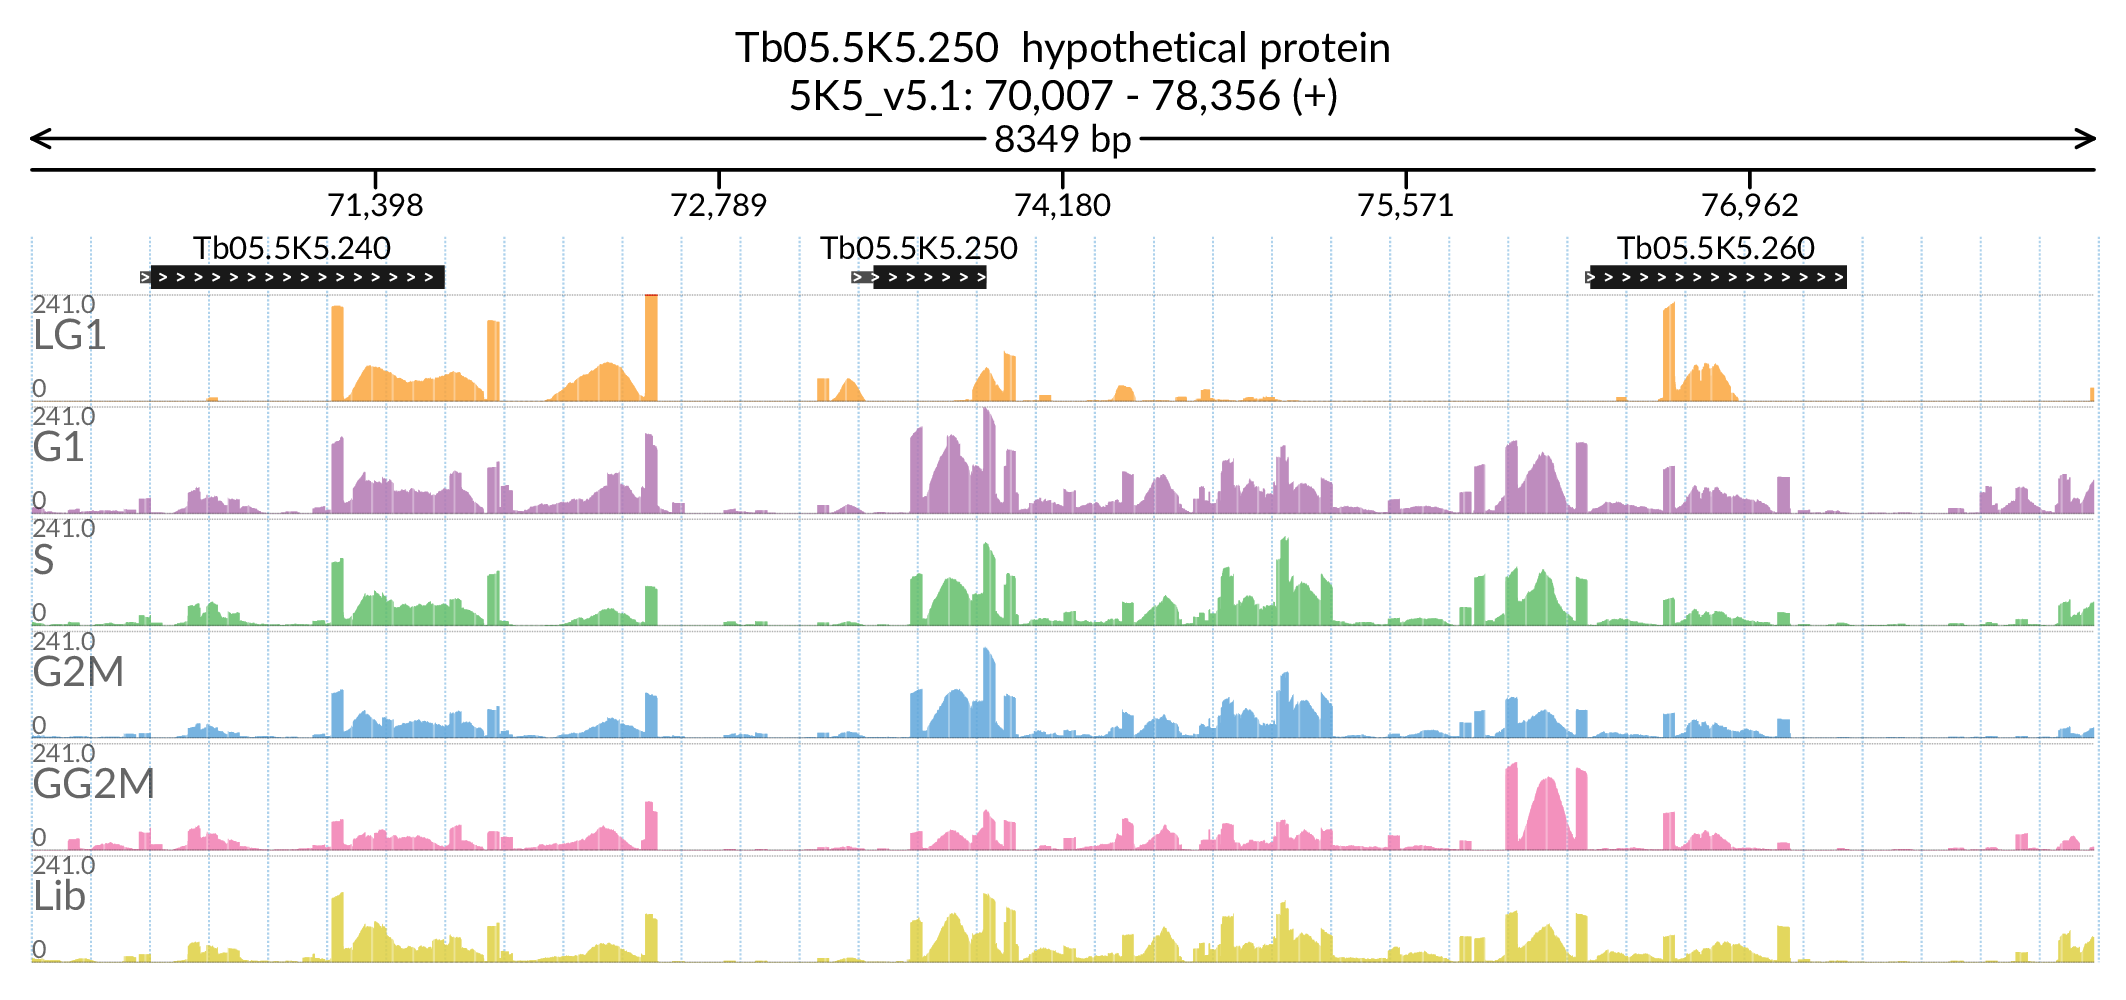 Tb05.5K5.250 hypothetical protein
5K5_v5.1: 70,007 - 78,356 (+)
8349 bp
71,398 72,789 74,180 75,571 76,962
Tb05.5K5.240 Tb05.5K5.250 Tb05.5K5.260
241.0
LG1
0
241.0
G1
0
241.0
S
0
241.0
G2M
0
241.0
GG2M
0
241.0
Lib
0